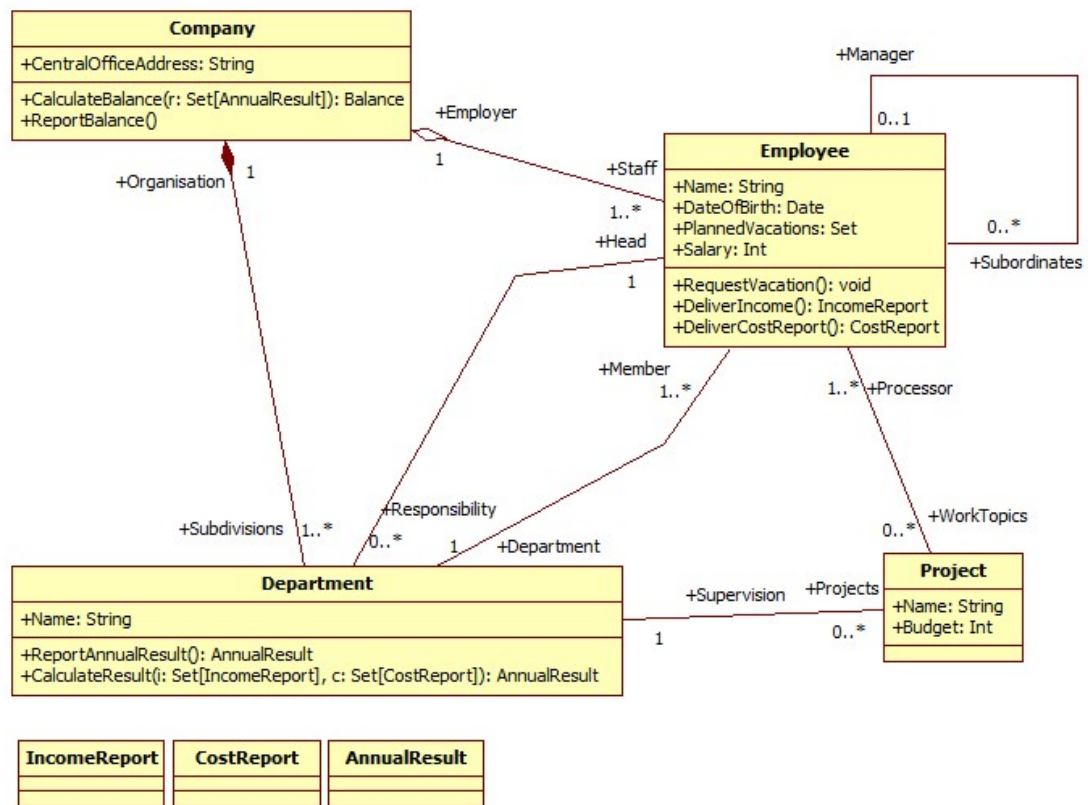 Company
+CentralOfficeAddress: String
+CalculateBalance(r: Set[AnnualResult]): Balance
+ReportBalance()
+Manager
0..1
+Employer
1
+Staff
1..*
Employee
+Name: String
+DateOfBirth: Date
+PlannedVacations: Set
+Salary: Int
+RequestVacation(): void
+DeliverIncome(): IncomeReport
+DeliverCostReport(): CostReport
0..*
+Subordinates
+Organisation
1
+Head
1
+Member
1..*
1..*
+Processor
+Subdivisions
1..*
+Responsibility
0..*
1
+Department
0..*
+WorkTopics
Department
+Name: String
+ReportAnnualResult(): AnnualResult
+CalculateResult(i: Set[IncomeReport], c: Set[CostReport]): AnnualResult
+Supervision
1
+Projects
0..*
Project
+Name: String
+Budget: Int
IncomeReport
CostReport
AnnualResult